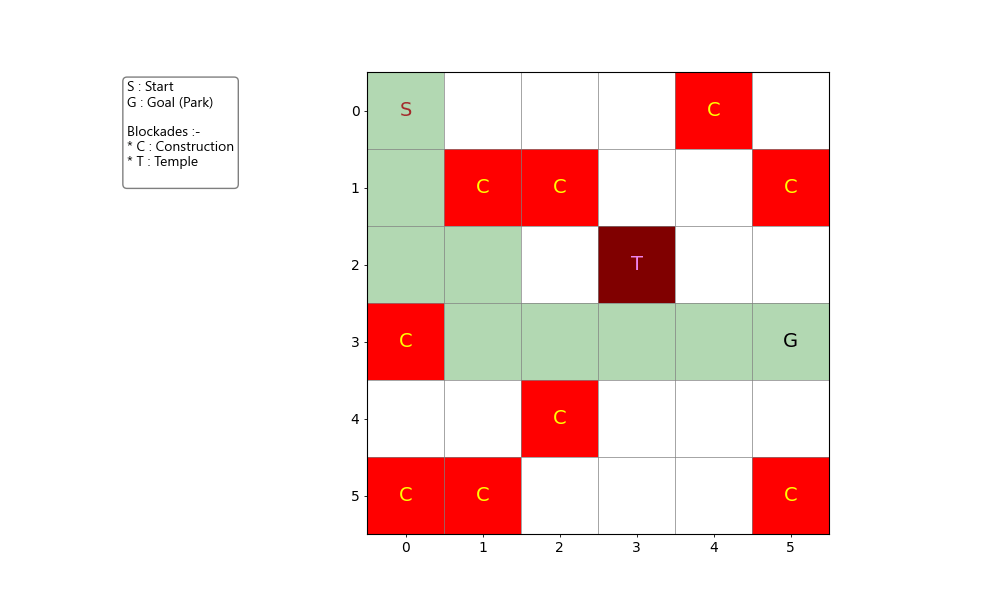 S : Start
G : Goal (Park)
Blockades :-
* C : Construction
* T : Temple
0 S C
1 C C C
2 T
3 C G
4 C
5 C C C
0 1 2 3 4 5